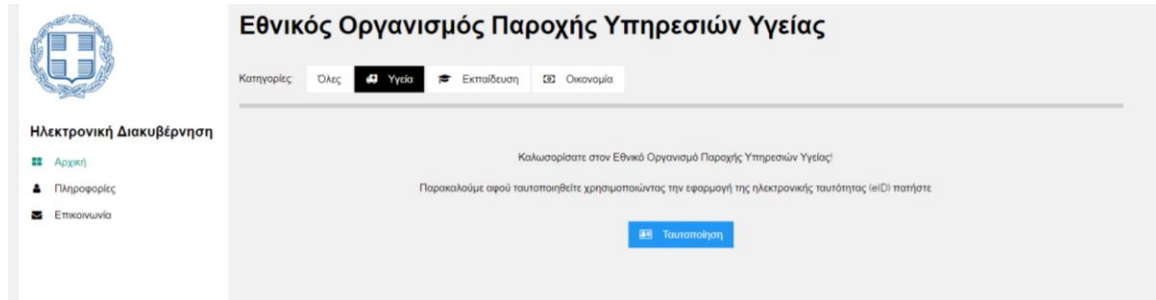 Εθνικός Οργανισμός Παροχής Υπηρεσιών Υγείας
Κατηγορίες: Όλες Υγεία Εκπαίδευση Οικονομία
Ηλεκτρονική Διακυβέρνηση
Αρχική
Πληροφορίες
Επικοινωνία
Καλωσορίσατε στον Εθνικό Οργανισμό Παροχής Υπηρεσιών Υγείας!
Παρακαλούμε αφού ταυτοποιηθείτε χρησιμοποιώντας την εφαρμογή της ηλεκτρονικής ταυτότητας (eID) πατήστε
Ταυτοποίηση